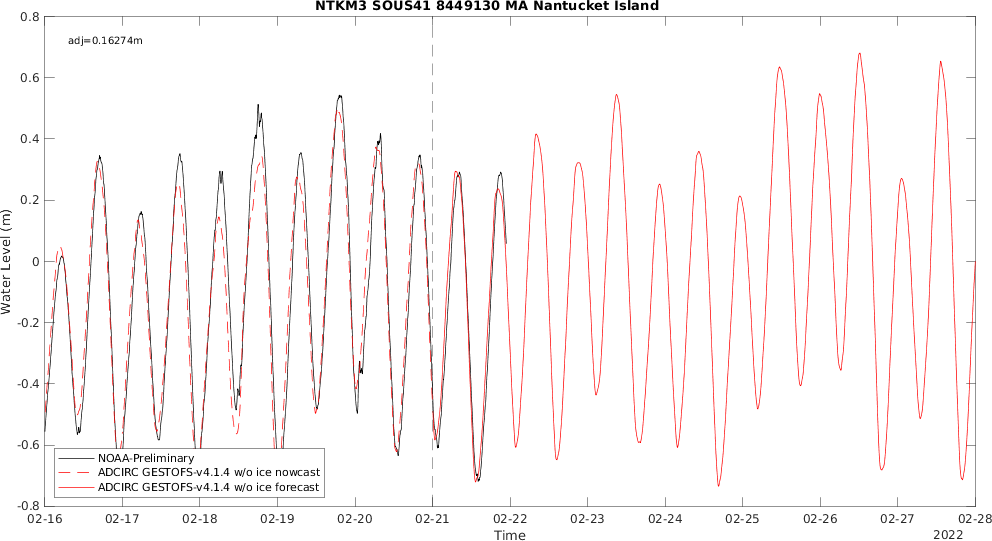 NTKM3 SOUS41 8449130 MA Nantucket Island
adj=0.16274m
0.8
0.6
0.4
0.2
0
-0.2
-0.4
-0.6
-0.8
Water Level (m)
NOAA-Preliminary
ADCIRC GESTOFS-v4.1.4 w/o ice nowcast
ADCIRC GESTOFS-v4.1.4 w/o ice forecast
02-16 02-17 02-18 02-19 02-20 02-21 02-22 02-23 02-24 02-25 02-26 02-27 02-28
Time
2022